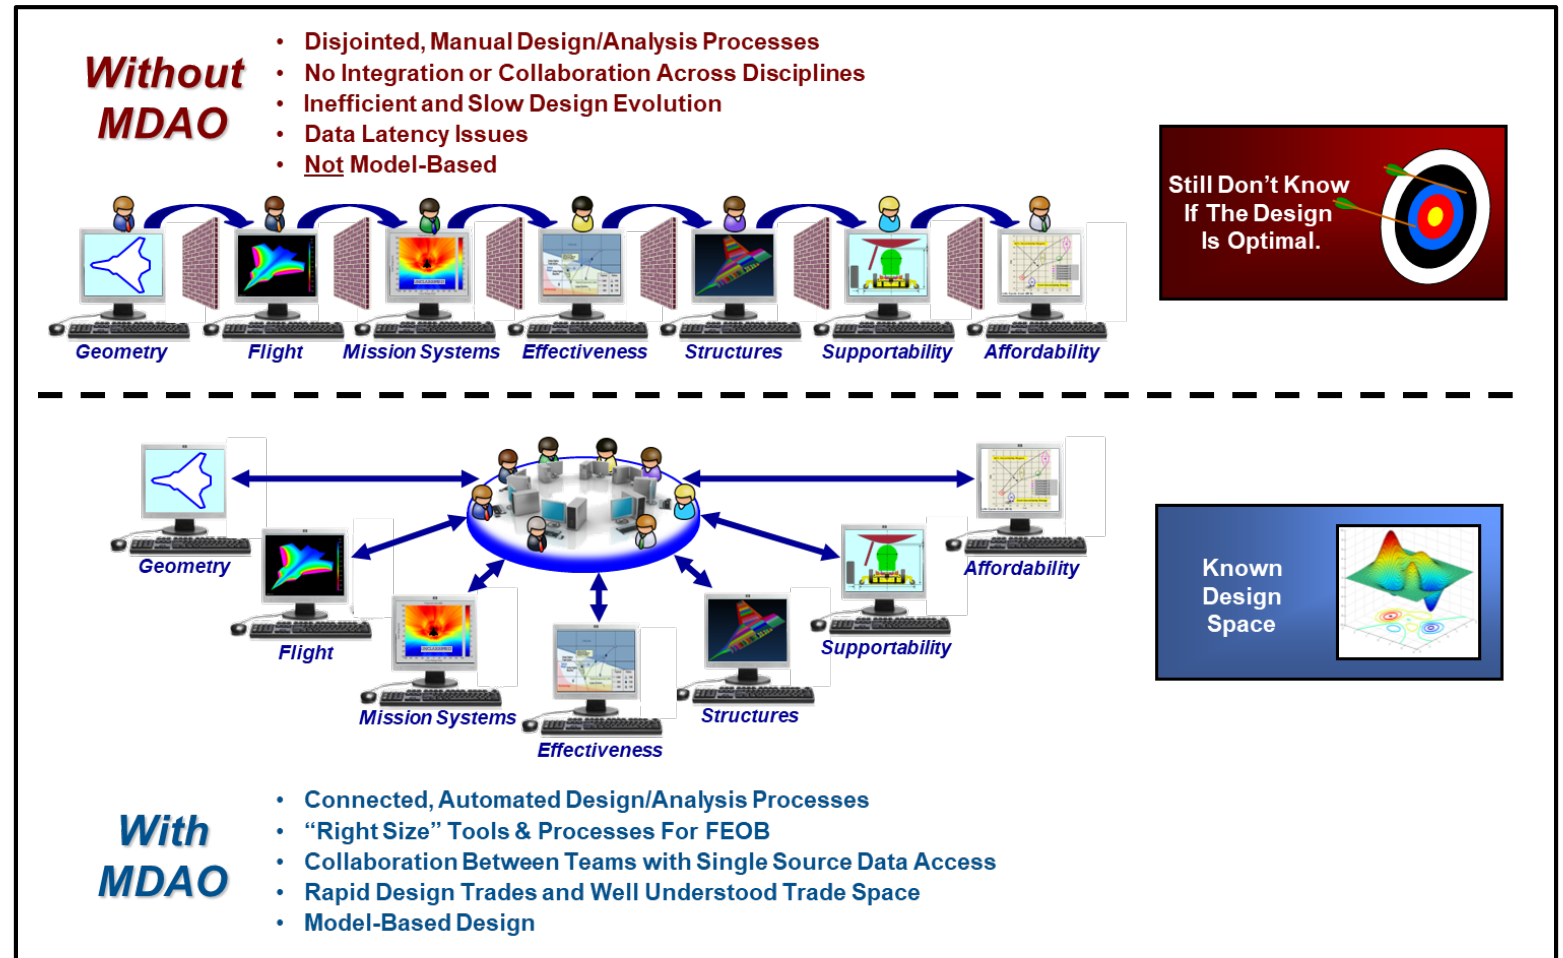 Without
MDAO
• Disjointed, Manual Design/Analysis Processes
• No Integration or Collaboration Across Disciplines
• Inefficient and Slow Design Evolution
• Data Latency Issues
• Not Model-Based
Still Don't Know
If The Design
Is Optimal.
UNCLASSIFIED
Geometry
Flight
Mission Systems
Effectiveness
Structures
Supportability
Affordability
Geometry
Flight
UNCLASSIFIED
Mission Systems
Effectiveness
Structures
Supportability
Affordability
Known
Design
Space
With
MDAO
• Connected, Automated Design/Analysis Processes
• “Right Size” Tools & Processes For FEOB
• Collaboration Between Teams with Single Source Data Access
• Rapid Design Trades and Well Understood Trade Space
• Model-Based Design